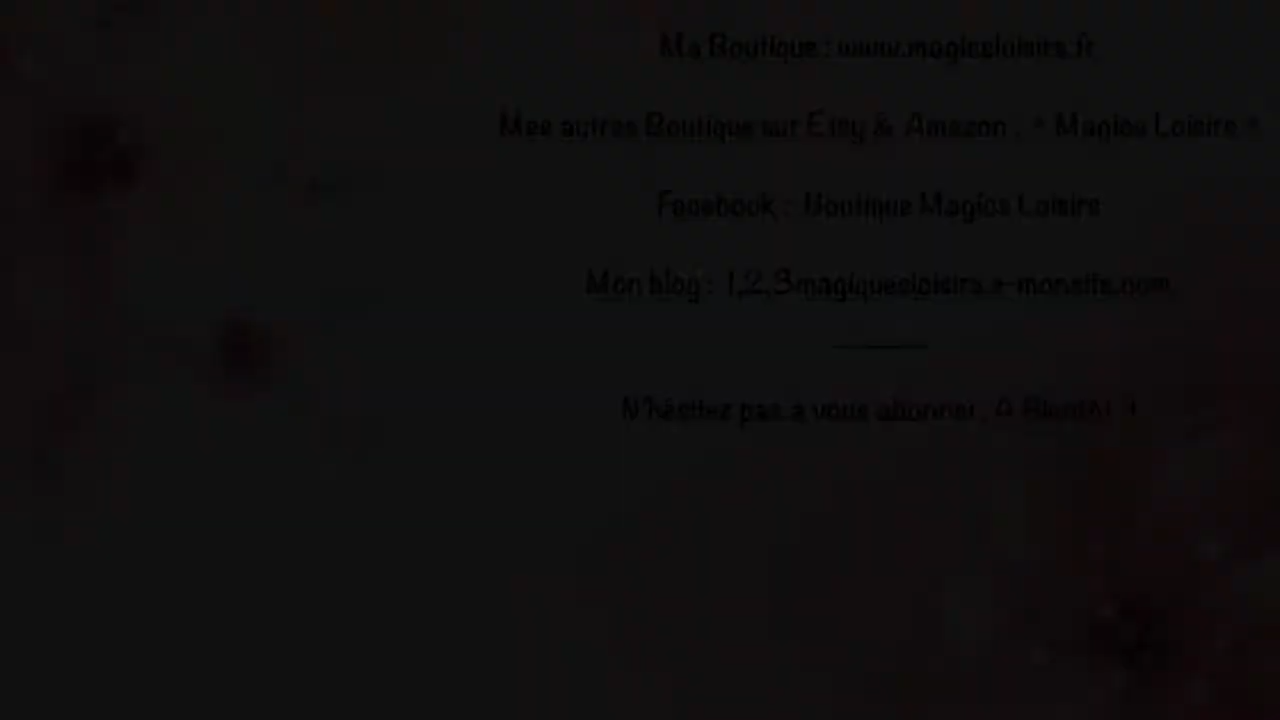 Ma Boutique : www.magicsloisirs.fr
Mes autres Boutique sur Etsy & Amazon , " Magics Loisirs "
Facebook : Boutique Magics Loisirs
Mon blog : 1,2,3magiquesloisirs.e-monsite.com
N'hésitez pas a vous abonner. A Bientôt !